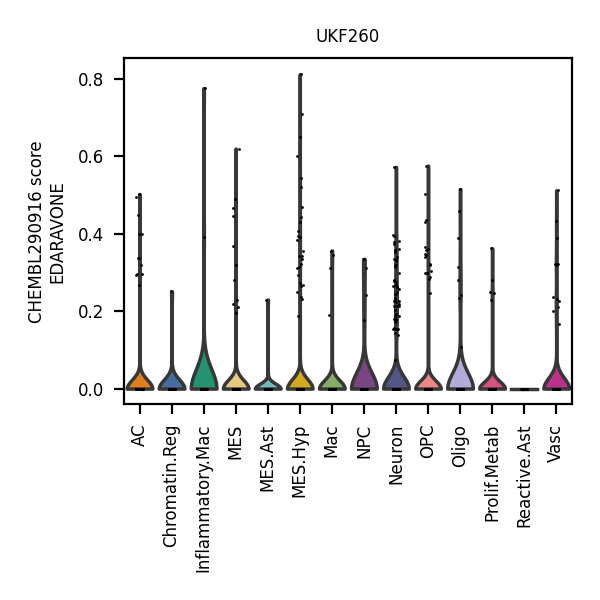 UKF260
CHEMBL290916 score
EDARAVONE
0.8
0.6
0.4
0.2
0.0
AC
Chromatin.Reg
Inflammatory.Mac
MES
MES.Ast
MES.Hyp
Mac
NPC
Neuron
OPC
Oligo
Prolif.Metab
Reactive.Ast
Vasc